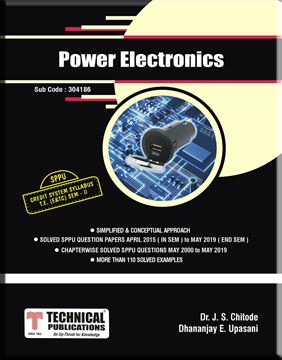 Power Electronics
Sub Code : 304186
SPPU
CREDIT SYSTEM SYLLABUS
T.E. (E&TC) SEM - II
• SIMPLIFIED & CONCEPTUAL APPROACH
• SOLVED SPPU QUESTION PAPERS APRIL 2015 ( IN SEM ) to MAY 2019 ( END SEM )
• CHAPTERWISE SOLVED SPPU QUESTIONS MAY 2000 to MAY 2019
• MORE THAN 110 SOLVED EXAMPLES
Dr. J. S. Chitode
Dhananjay E. Upasani
TECHNICAL
PUBLICATIONS
SINCE 1993
An Up-Thrust for Knowledge